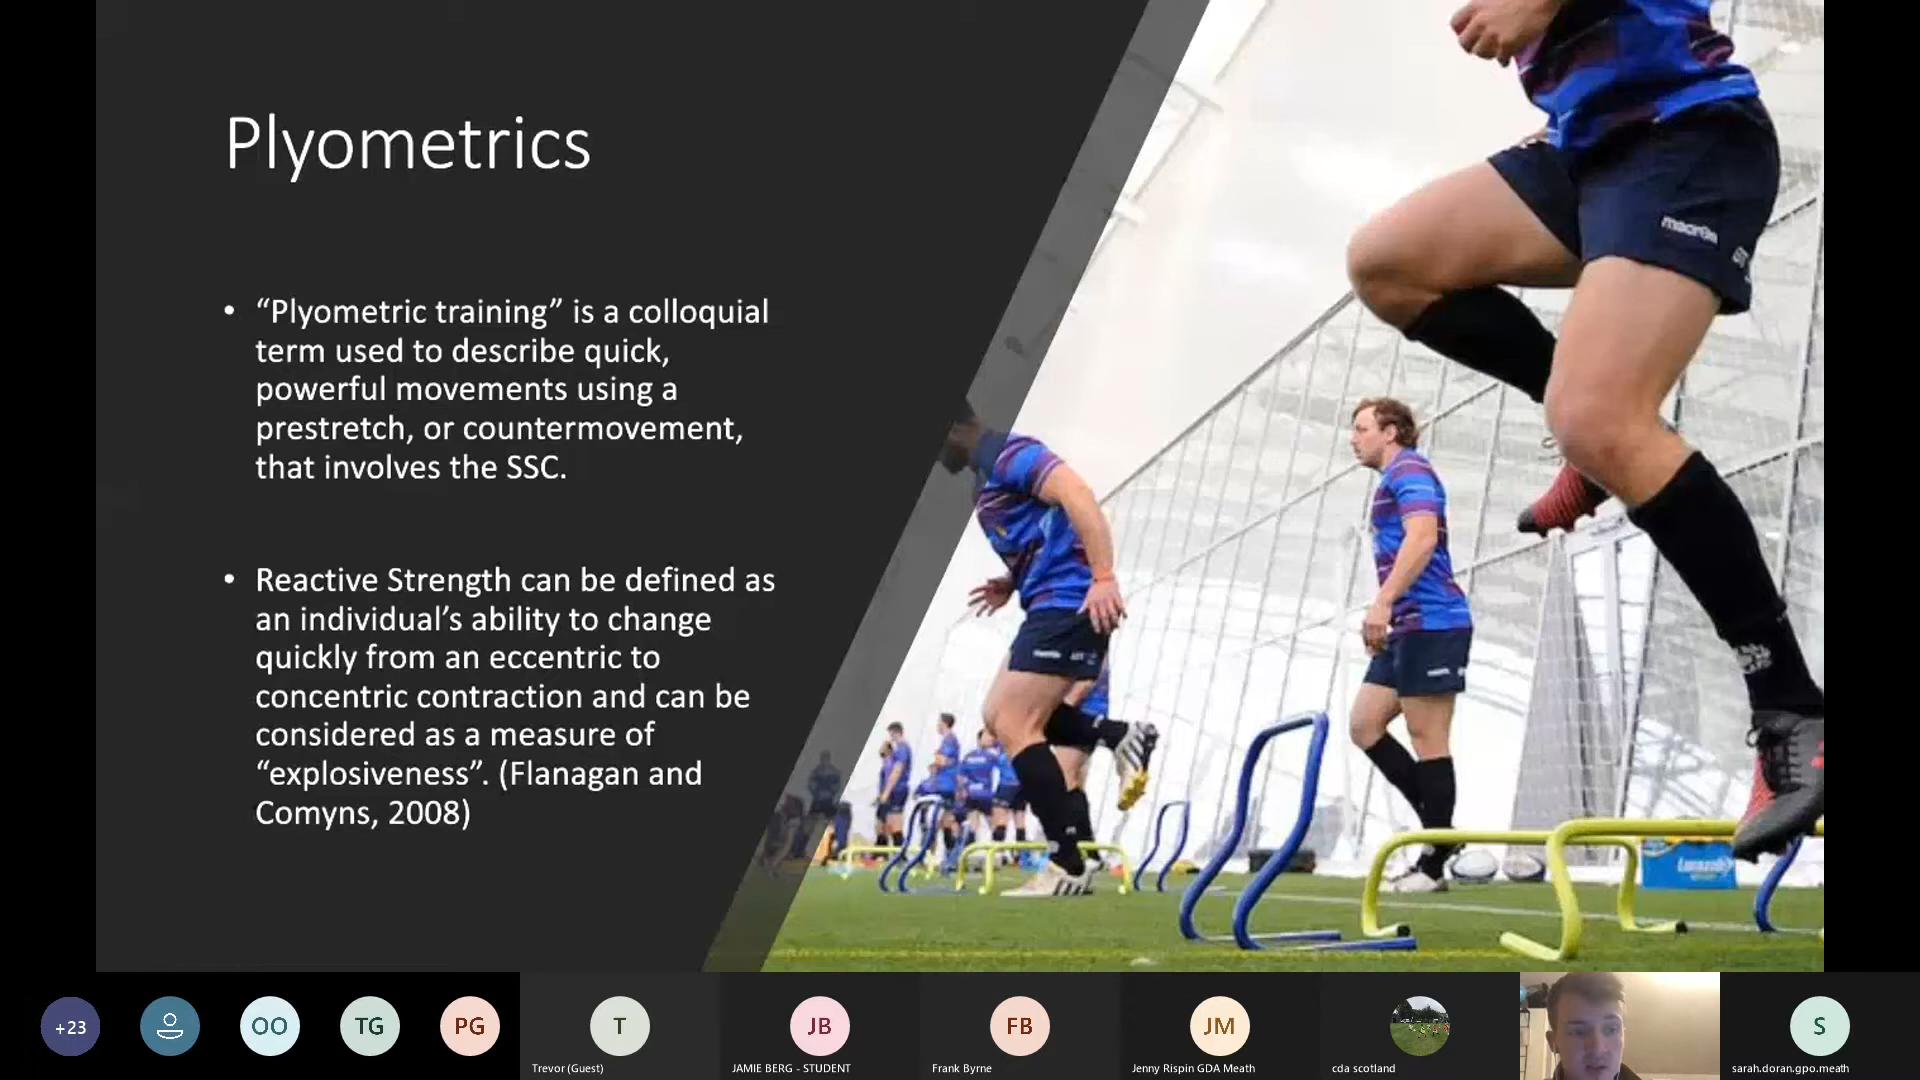 Plyometrics
• “Plyometric training” is a colloquial
term used to describe quick,
powerful movements using a
prestretch, or countermovement,
that involves the SSC.
• Reactive Strength can be defined as
an individual’s ability to change
quickly from an eccentric to
concentric contraction and can be
considered as a measure of
“explosiveness”. (Flanagan and
Comyns, 2008)
macron
Lucozade
+23
OO
TG
PG
T
JB
FB
JM
S
Trevor (Guest)
JAMIE BERG - STUDENT
Frank Byrne
Jenny Rispin GDA Meath
cda scotland
sarah.doran.gpo.meath